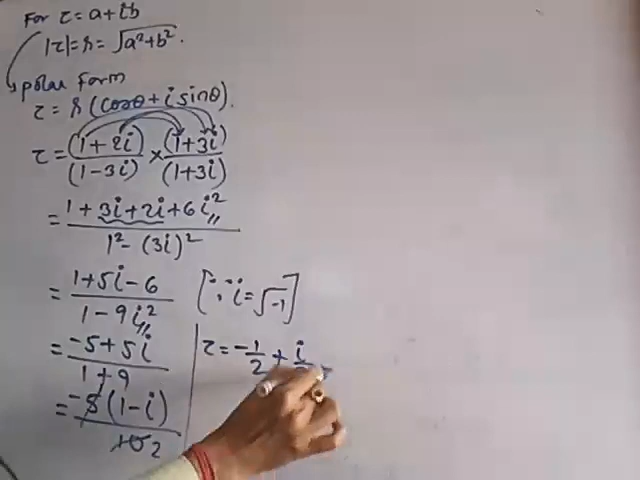 For z = a + ib
|z| = r = √a² + b².
polar form
z = r (cosθ + i sinθ).
z = (1 + 2i)/(1 - 3i) × (1 + 3i)/(1 + 3i)
= (1 + 3i + 2i + 6i²)/(1² - (3i)²)
= (1 + 5i - 6)/(1 - 9i²) [∵ i = √-1]
= (-5 + 5i)/(1 + 9)
= -5(1 - i)/10 2
z = -1/2 + i/